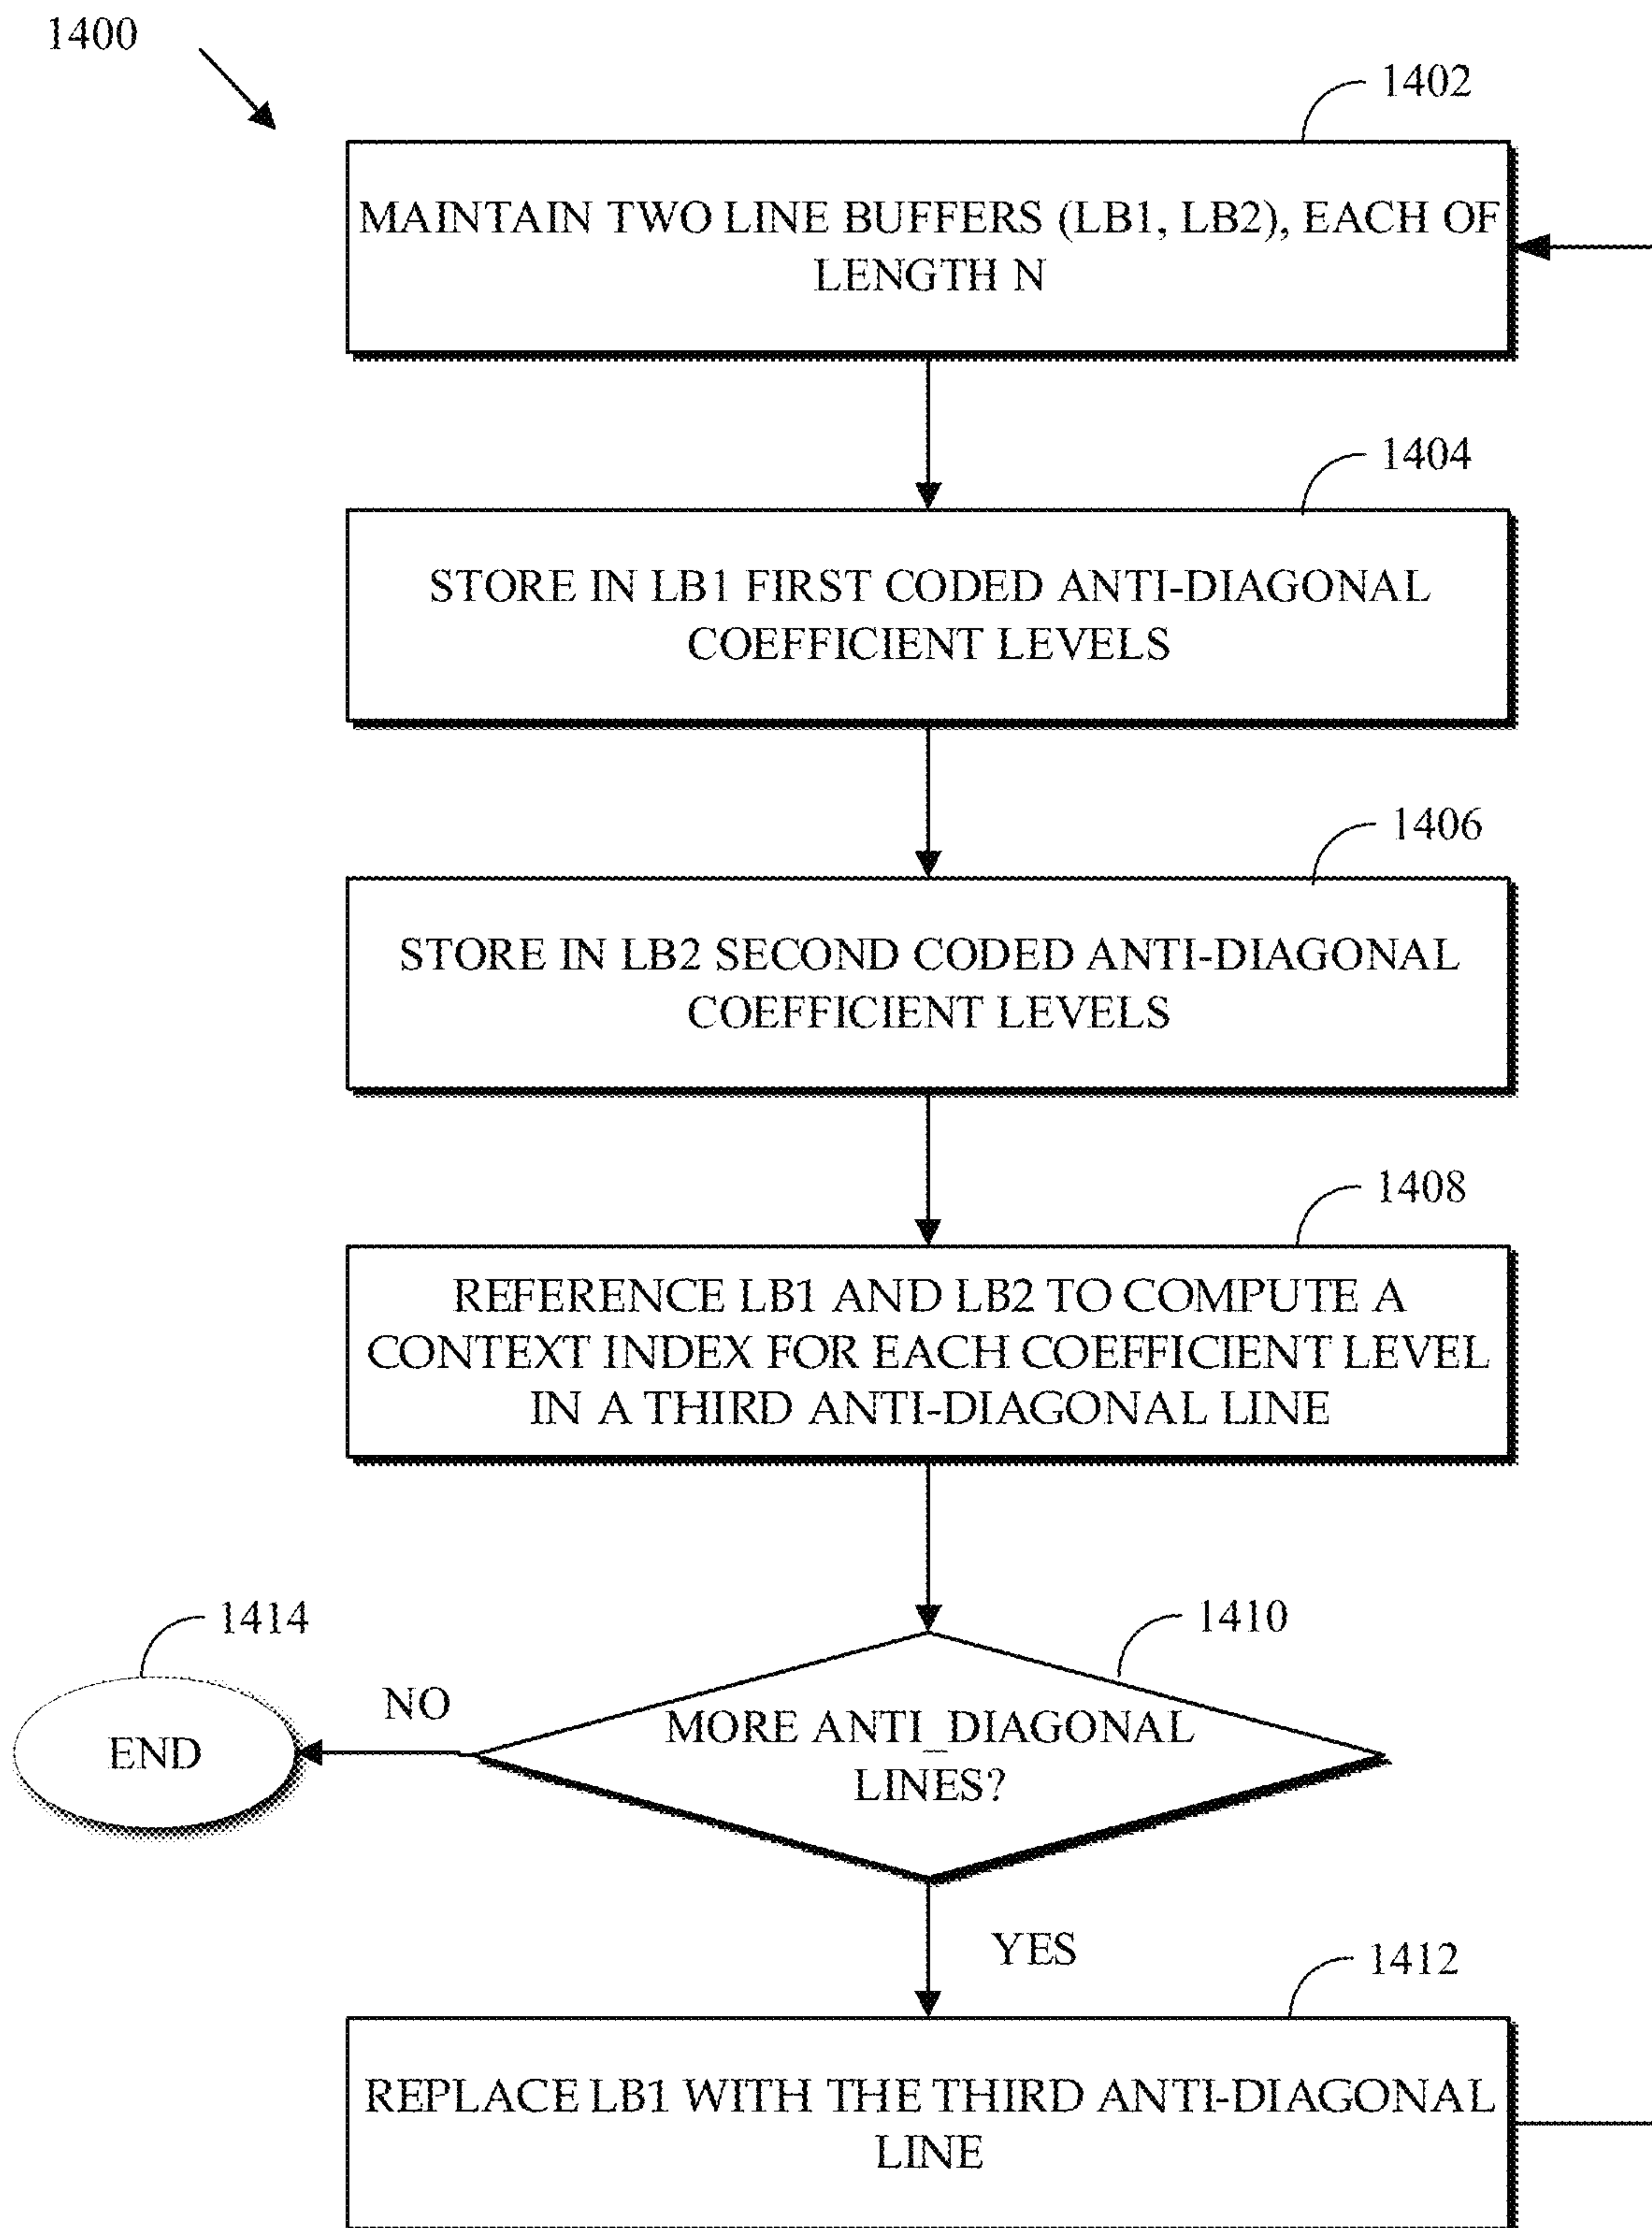 1400
1402
MAINTAIN TWO LINE BUFFERS (LB1, LB2), EACH OF
LENGTH N
1404
STORE IN LB1 FIRST CODED ANTI-DIAGONAL
COEFFICIENT LEVELS
1406
STORE IN LB2 SECOND CODED ANTI-DIAGONAL
COEFFICIENT LEVELS
1408
REFERENCE LB1 AND LB2 TO COMPUTE A
CONTEXT INDEX FOR EACH COEFFICIENT LEVEL
IN A THIRD ANTI-DIAGONAL LINE
1410
MORE ANTI_DIAGONAL
LINES?
NO
1414
END
YES
1412
REPLACE LB1 WITH THE THIRD ANTI-DIAGONAL
LINE